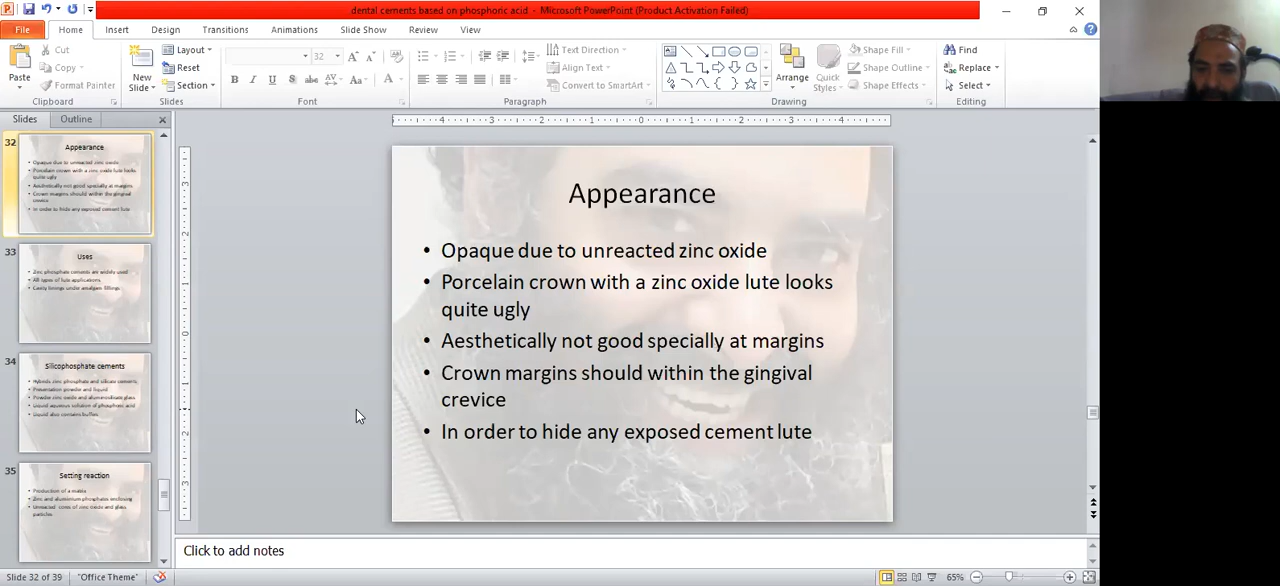 dental cements based on phosphoric acid - Microsoft PowerPoint (Product Activation Failed)
File Home Insert Design Transitions Animations Slide Show Review View
Paste Cut Copy Format Painter Clipboard
New Slide Layout Reset Section Slides
32 Font
Text Direction Align Text Convert to SmartArt Paragraph
Arrange Quick Styles Shape Fill Shape Outline Shape Effects Drawing
Find Replace Select Editing
Slides Outline
32
Appearance
• Opaque due to unreacted zinc oxide
• Porcelain crown with a zinc oxide lute looks
quite ugly
• Aesthetically not good specially at margins
• Crown margins should within the gingival
crevice
• In order to hide any exposed cement lute
33
Uses
• Zinc phosphate cements are widely used
• All types of lute applications
• Cavity linings under amalgam fillings
34
Silicophosphate cements
• Hybrids zinc phosphate and silicate cements
• Presentation powder and liquid
• Powder zinc oxide and aluminosilicate glass
• Liquid aqueous solution of phosphoric acid
• Liquid also contains buffers
35
Setting reaction
• Production of a matrix
• Zinc and aluminium phosphates enclosing
• Unreacted cores of zinc oxide and glass
particles
Appearance
• Opaque due to unreacted zinc oxide
• Porcelain crown with a zinc oxide lute looks
quite ugly
• Aesthetically not good specially at margins
• Crown margins should within the gingival
crevice
• In order to hide any exposed cement lute
Click to add notes
Slide 32 of 39 "Office Theme" 65%